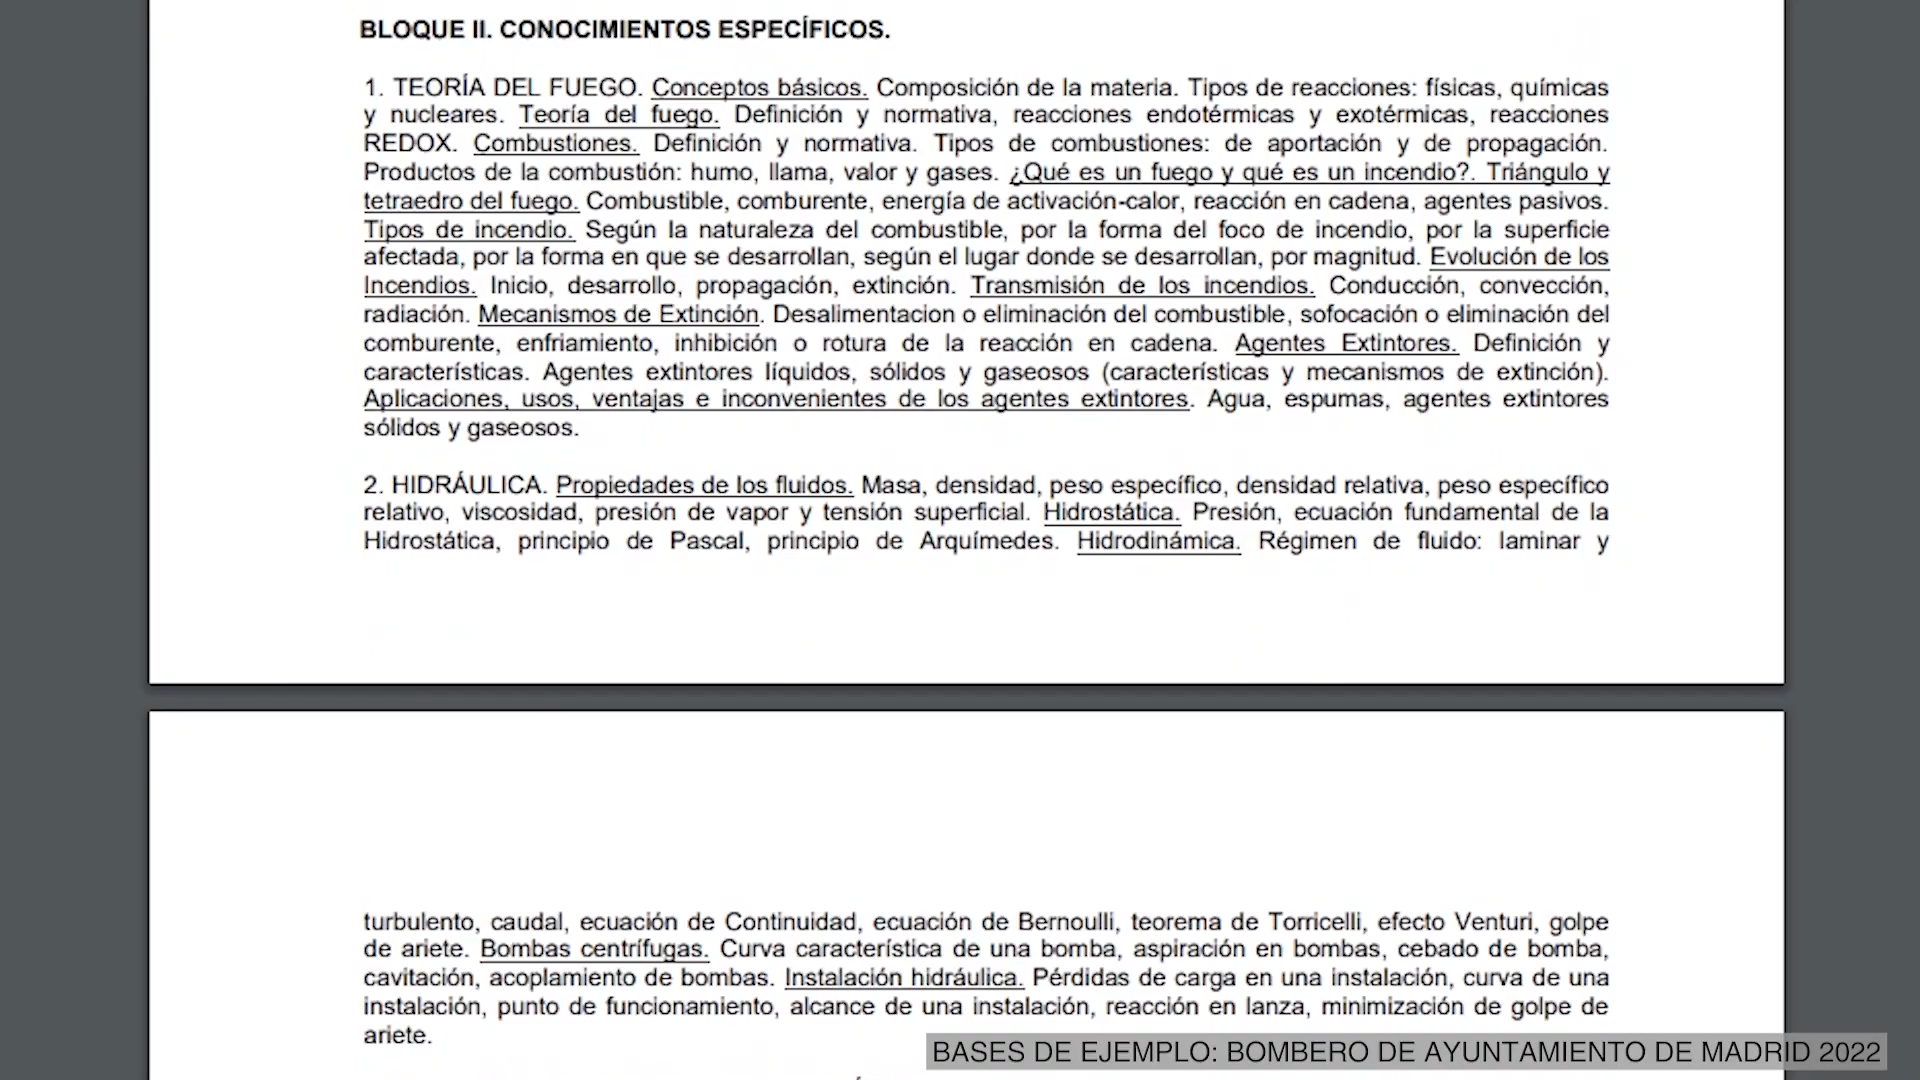 BLOQUE II. CONOCIMIENTOS ESPECÍFICOS.
1. TEORÍA DEL FUEGO. Conceptos básicos. Composición de la materia. Tipos de reacciones: físicas, químicas
y nucleares. Teoría del fuego. Definición y normativa, reacciones endotérmicas y exotérmicas, reacciones
REDOX. Combustiones. Definición y normativa. Tipos de combustiones: de aportación y de propagación.
Productos de la combustión: humo, llama, valor y gases. ¿Qué es un fuego y qué es un incendio?. Triángulo y
tetraedro del fuego. Combustible, comburente, energía de activación-calor, reacción en cadena, agentes pasivos.
Tipos de incendio. Según la naturaleza del combustible, por la forma del foco de incendio, por la superficie
afectada, por la forma en que se desarrollan, según el lugar donde se desarrollan, por magnitud. Evolución de los
Incendios. Inicio, desarrollo, propagación, extinción. Transmisión de los incendios. Conducción, convección,
radiación. Mecanismos de Extinción. Desalimentacion o eliminación del combustible, sofocación o eliminación del
comburente, enfriamiento, inhibición o rotura de la reacción en cadena. Agentes Extintores. Definición y
características. Agentes extintores líquidos, sólidos y gaseosos (características y mecanismos de extinción).
Aplicaciones, usos, ventajas e inconvenientes de los agentes extintores. Agua, espumas, agentes extintores
sólidos y gaseosos.
2. HIDRÁULICA. Propiedades de los fluidos. Masa, densidad, peso específico, densidad relativa, peso específico
relativo, viscosidad, presión de vapor y tensión superficial. Hidrostática. Presión, ecuación fundamental de la
Hidrostática, principio de Pascal, principio de Arquímedes. Hidrodinámica. Régimen de fluido: laminar y
turbulento, caudal, ecuación de Continuidad, ecuación de Bernoulli, teorema de Torricelli, efecto Venturi, golpe
de ariete. Bombas centrífugas. Curva característica de una bomba, aspiración en bombas, cebado de bomba,
cavitación, acoplamiento de bombas. Instalación hidráulica. Pérdidas de carga en una instalación, curva de una
instalación, punto de funcionamiento, alcance de una instalación, reacción en lanza, minimización de golpe de
ariete.
BASES DE EJEMPLO: BOMBERO DE AYUNTAMIENTO DE MADRID 2022